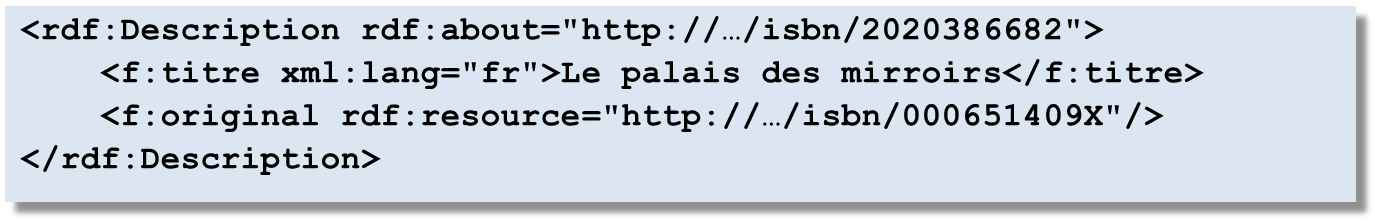 <rdf:Description rdf:about="http://…/isbn/2020386682">
<f:titre xml:lang="fr">Le palais des mirroirs</f:titre>
<f:original rdf:resource="http://…/isbn/000651409X"/>
</rdf:Description>